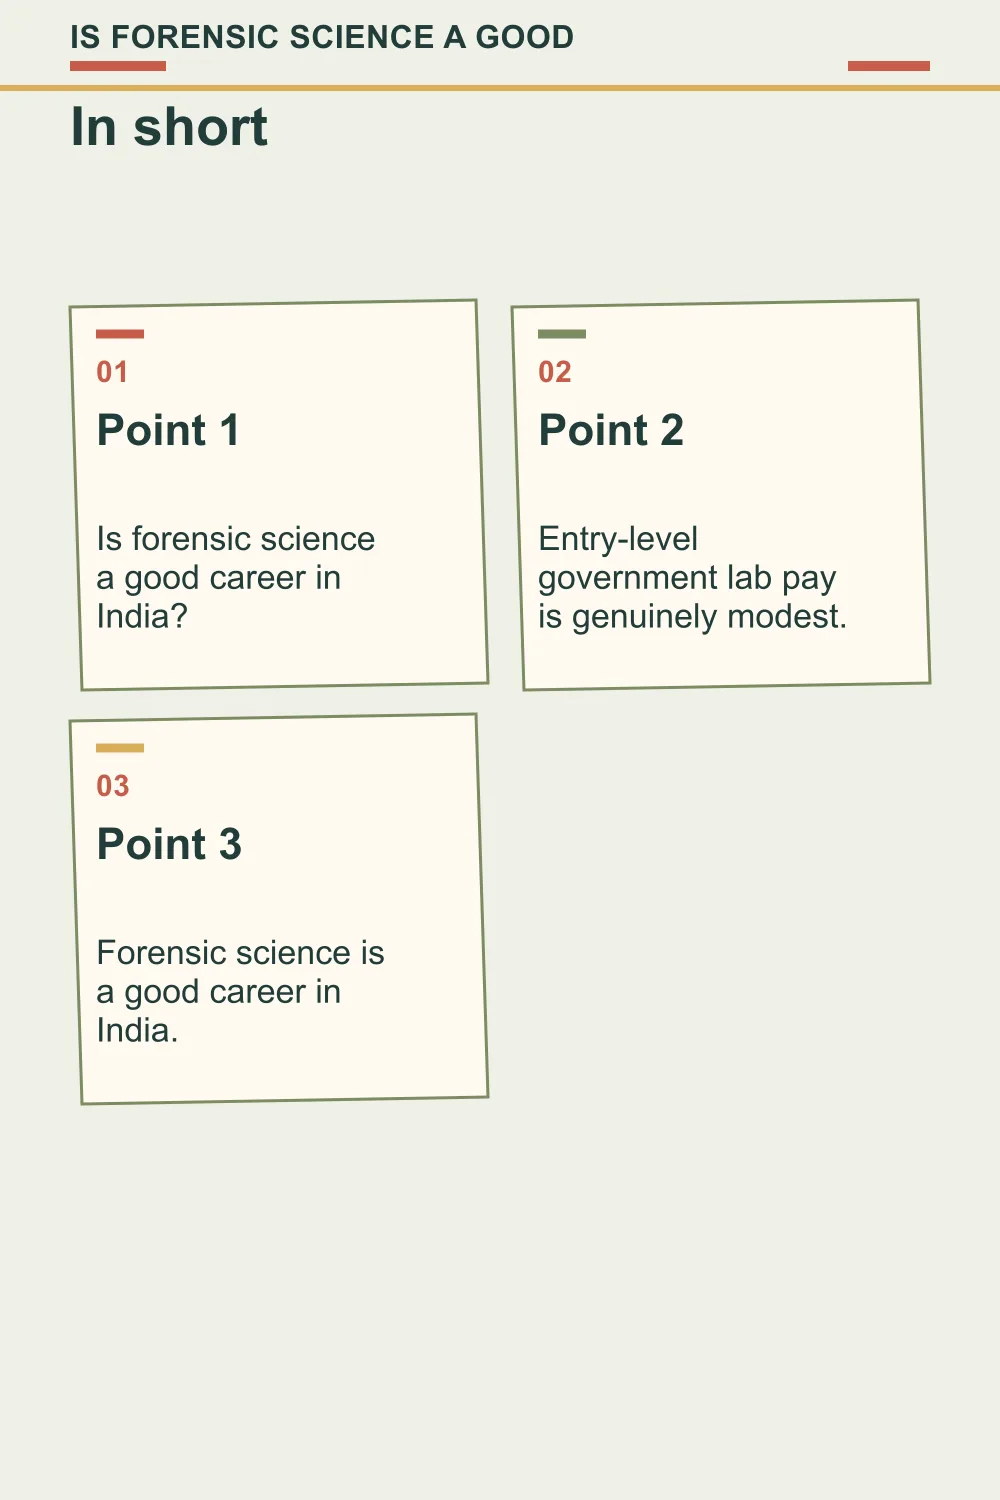 IS FORENSIC SCIENCE A GOOD
In short
01
Point 1
Is forensic science
a good career in
India?
02
Point 2
Entry-level
government lab pay
is genuinely modest.
03
Point 3
Forensic science is
a good career in
India.